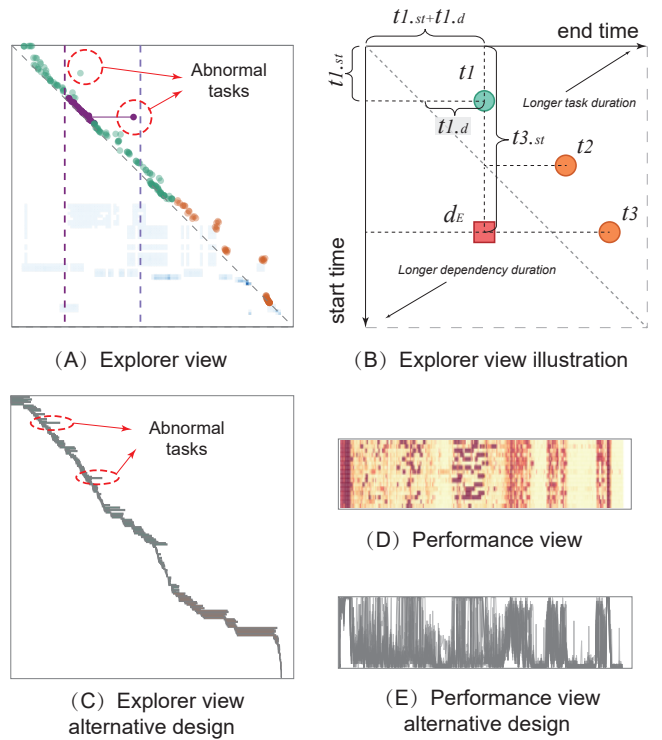 Abnormal
tasks
(A) Explorer view
t1.st+t1.d
end time
t1.st
t1
Longer task duration
t1.d
t3.st
t2
dE
t3
Longer dependency duration
start time
(B) Explorer view illustration
Abnormal
tasks
(C) Explorer view
alternative design
(D) Performance view
(E) Performance view
alternative design